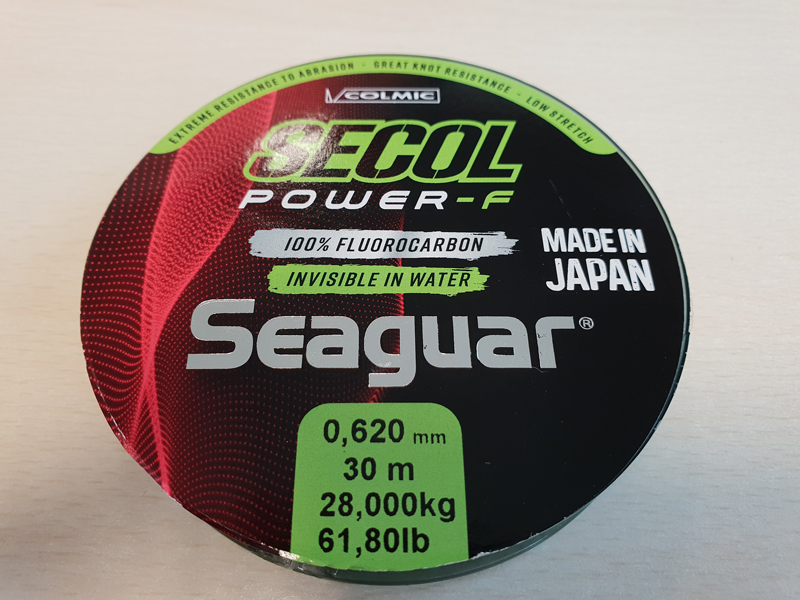 EXTREME RESISTANCE TO ABRASION - GREAT KNOT RESISTANCE - LOW STRETCH
COLMIC
SECOL
POWER-F
100% FLUOROCARBON
INVISIBLE IN WATER
MADE IN
JAPAN
Seaguar®
0,620 mm
30 m
28,000kg
61,80lb